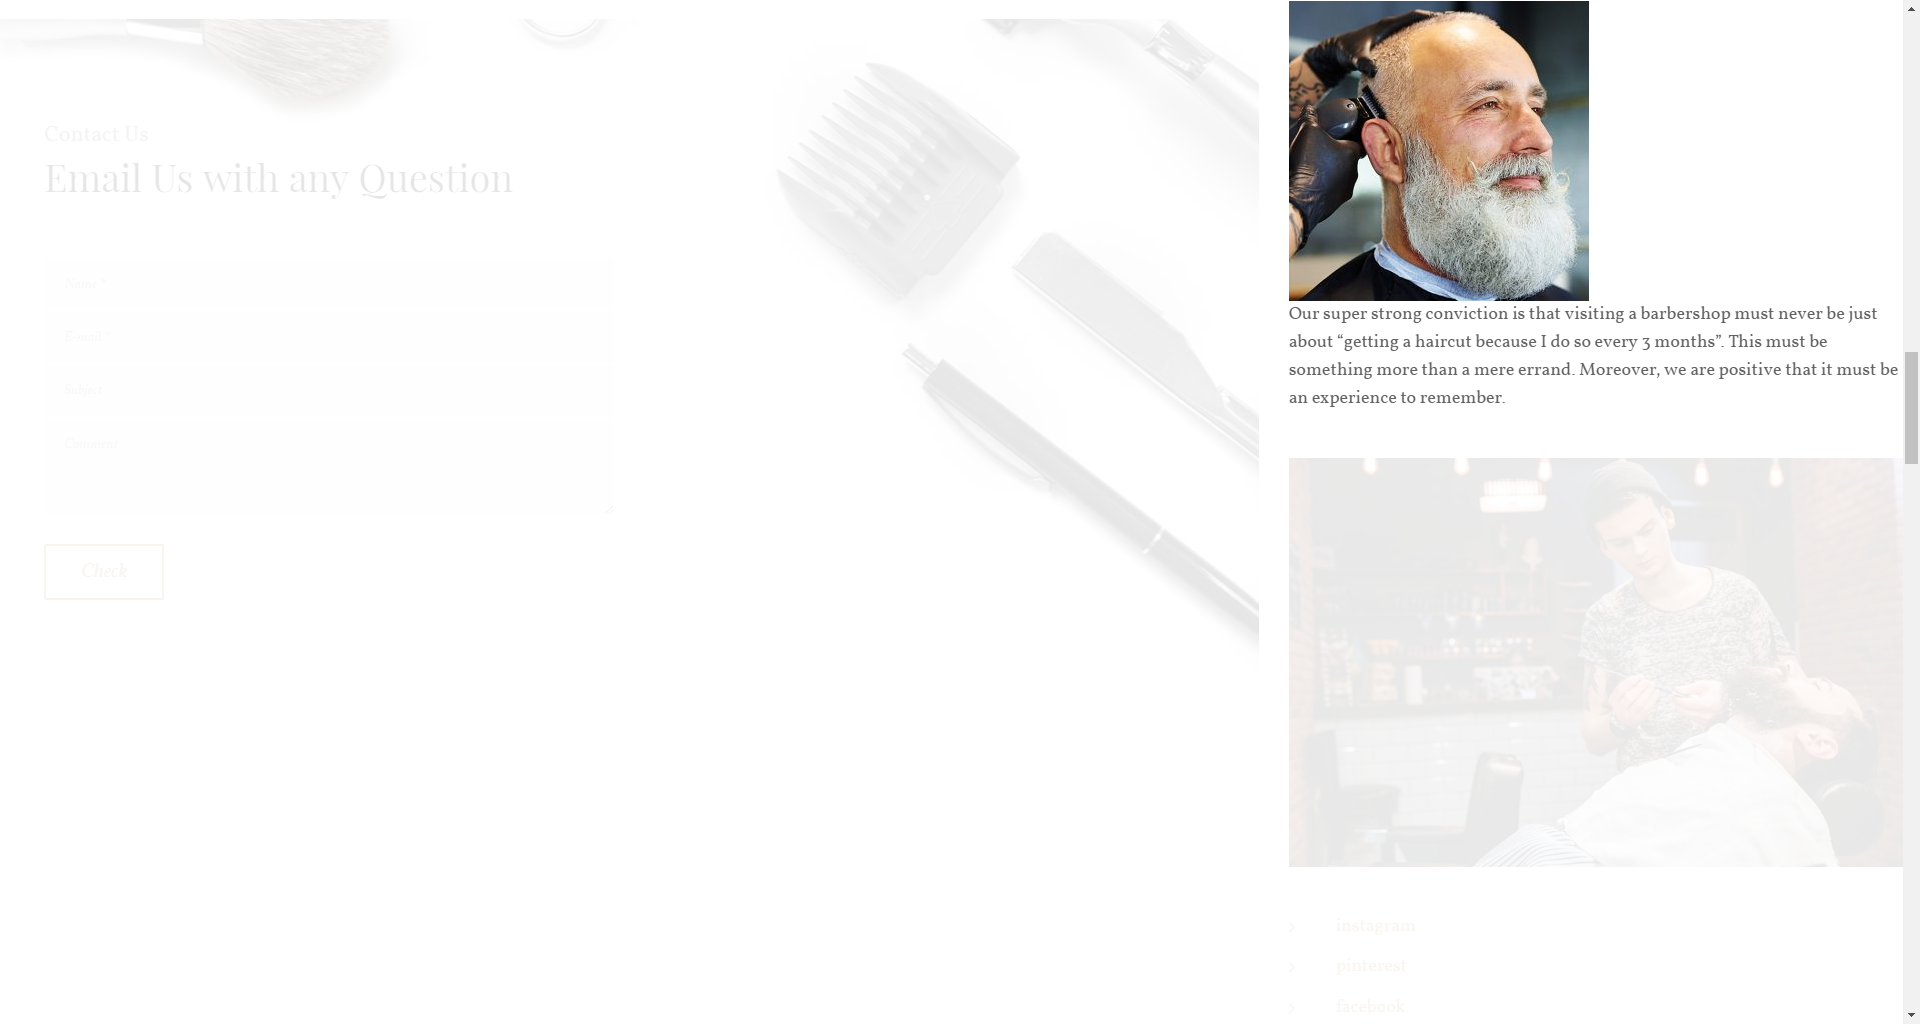 Contact Us
Email Us with any Question
Name*
E-mail *
Subject
Comment
Check
Our super strong conviction is that visiting a barbershop must never be just
about “getting a haircut because I do so every 3 months”. This must be
something more than a mere errand. Moreover, we are positive that it must be
an experience to remember.
instagram
pinterest
facebook